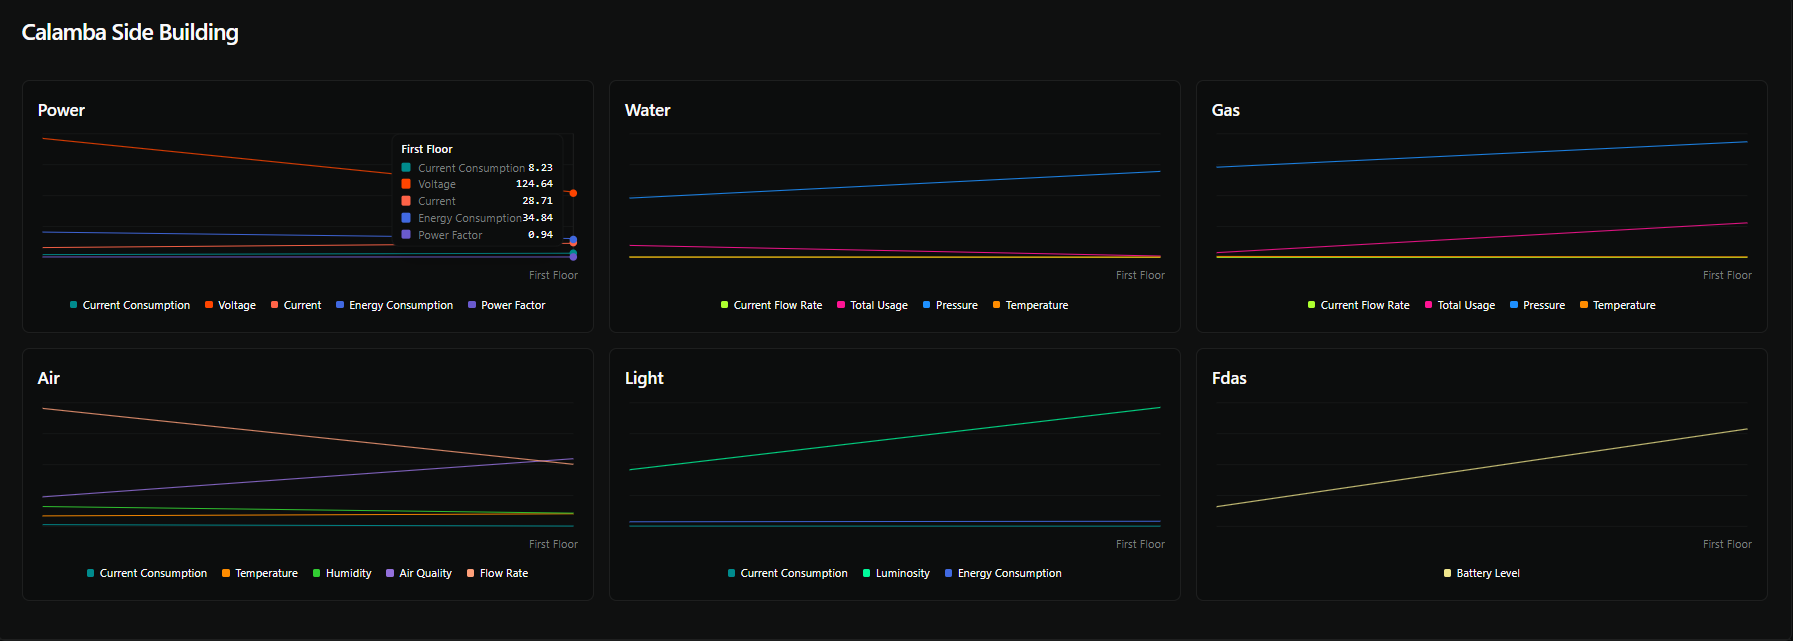 Calamba Side Building
Power
First Floor
Current Consumption 8.23
Voltage 124.64
Current 28.71
Energy Consumption 34.84
Power Factor 0.94
First Floor
Current Consumption Voltage Current Energy Consumption Power Factor
Water
First Floor
Current Flow Rate Total Usage Pressure Temperature
Gas
First Floor
Current Flow Rate Total Usage Pressure Temperature
Air
First Floor
Current Consumption Temperature Humidity Air Quality Flow Rate
Light
First Floor
Current Consumption Luminosity Energy Consumption
Fdas
First Floor
Battery Level